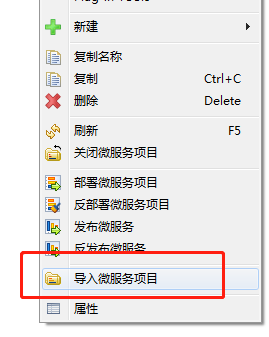 新建
复制名称
复制 Ctrl+C
删除 Delete
刷新 F5
关闭微服务项目
部署微服务项目
反部署微服务项目
发布微服务
反发布微服务
导入微服务项目
属性